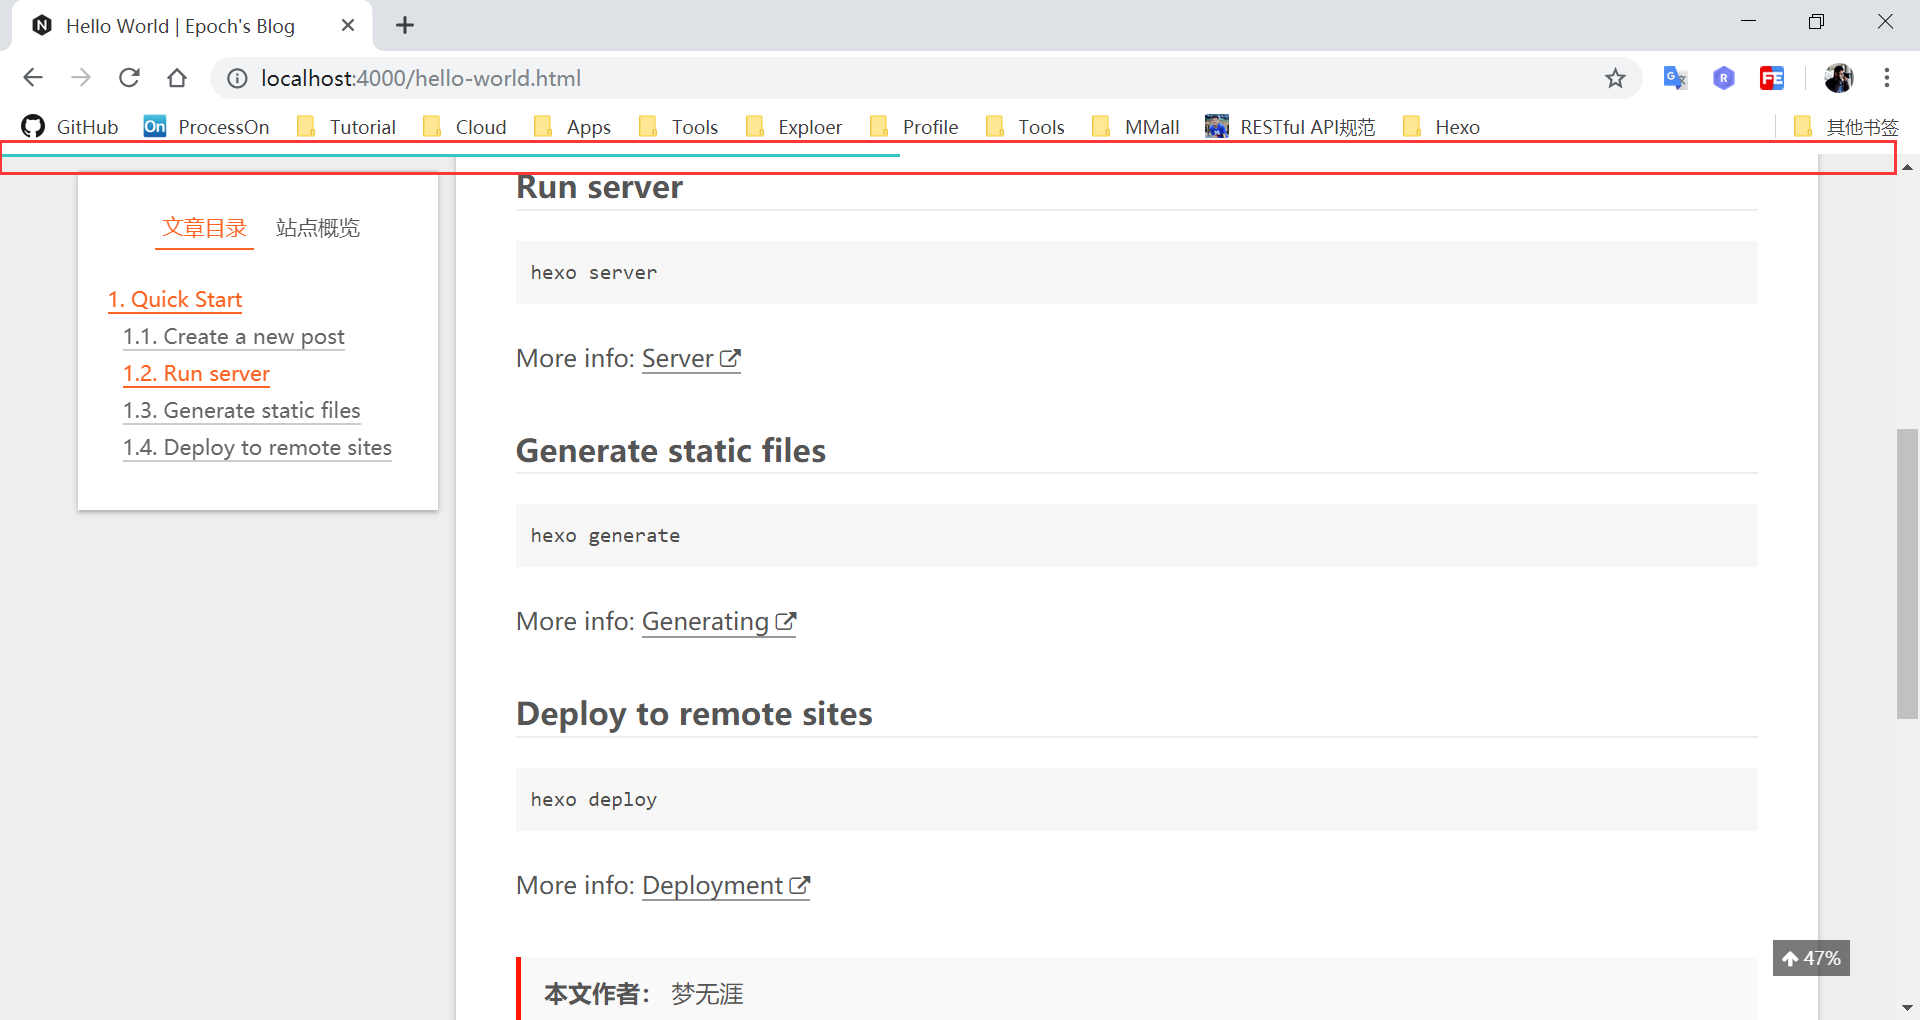 Hello World | Epoch's Blog
localhost:4000/hello-world.html
GitHub
On ProcessOn
Tutorial
Cloud
Apps
Tools
Exploer
Profile
Tools
MMall
RESTful API规范
Hexo
其他书签
文章目录 站点概览
1. Quick Start
1.1. Create a new post
1.2. Run server
1.3. Generate static files
1.4. Deploy to remote sites
Run server
hexo server
More info: Server
Generate static files
hexo generate
More info: Generating
Deploy to remote sites
hexo deploy
More info: Deployment
47%
本文作者： 梦无涯